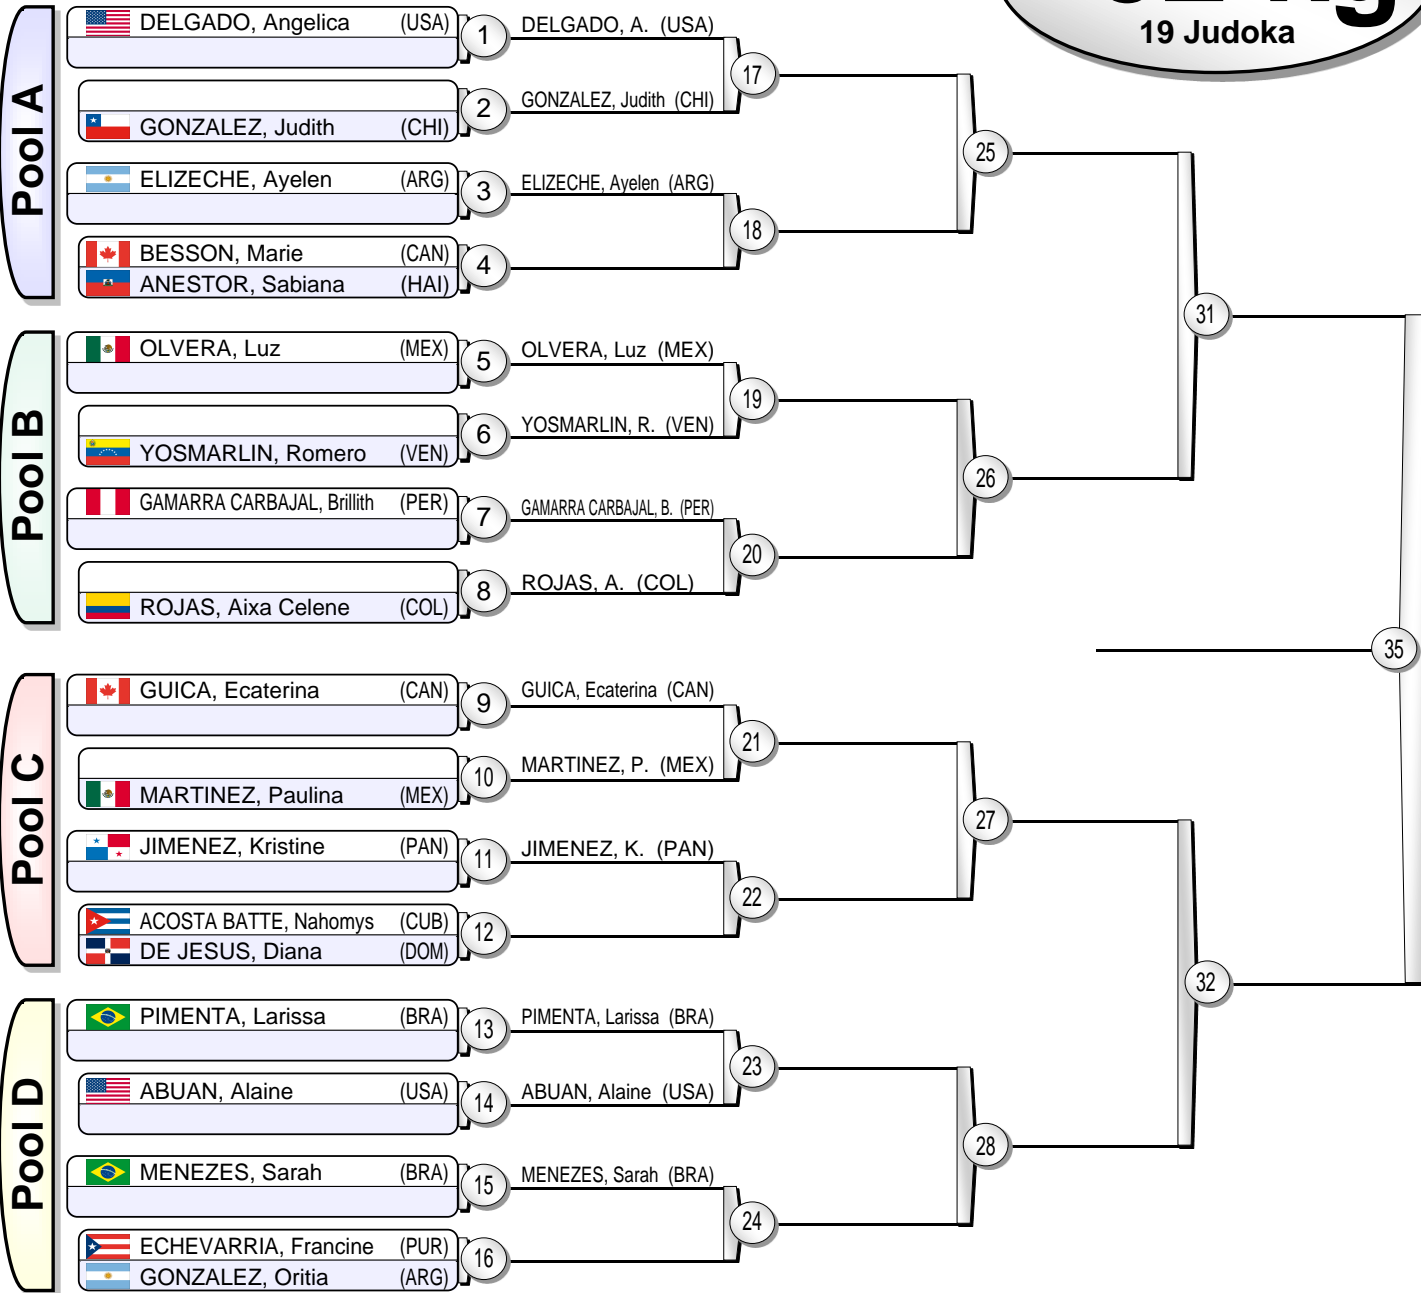 19 Judoka
Pool A
DELGADO, Angelica (USA) 1 DELGADO, A. (USA)
17
2 GONZALEZ, Judith (CHI)
GONZALEZ, Judith (CHI)
25
ELIZECHE, Ayelen (ARG) 3 ELIZECHE, Ayelen (ARG)
18
BESSON, Marie (CAN) 4
ANESTOR, Sabiana (HAI)
31
Pool B
OLVERA, Luz (MEX) 5 OLVERA, Luz (MEX)
19
6 YOSMARLIN, R. (VEN)
YOSMARLIN, Romero (VEN)
26
GAMARRA CARBAJAL, Brillith (PER) 7 GAMARRA CARBAJAL, B. (PER)
20
8 ROJAS, A. (COL)
ROJAS, Aixa Celene (COL)
35
Pool C
GUICA, Ecaterina (CAN) 9 GUICA, Ecaterina (CAN)
21
10 MARTINEZ, P. (MEX)
MARTINEZ, Paulina (MEX)
27
JIMENEZ, Kristine (PAN) 11 JIMENEZ, K. (PAN)
22
ACOSTA BATTE, Nahomys (CUB) 12
DE JESUS, Diana (DOM)
32
Pool D
PIMENTA, Larissa (BRA) 13 PIMENTA, Larissa (BRA)
23
ABUAN, Alaine (USA) 14 ABUAN, Alaine (USA)
28
MENEZES, Sarah (BRA) 15 MENEZES, Sarah (BRA)
24
ECHEVARRIA, Francine (PUR) 16
GONZALEZ, Oritia (ARG)